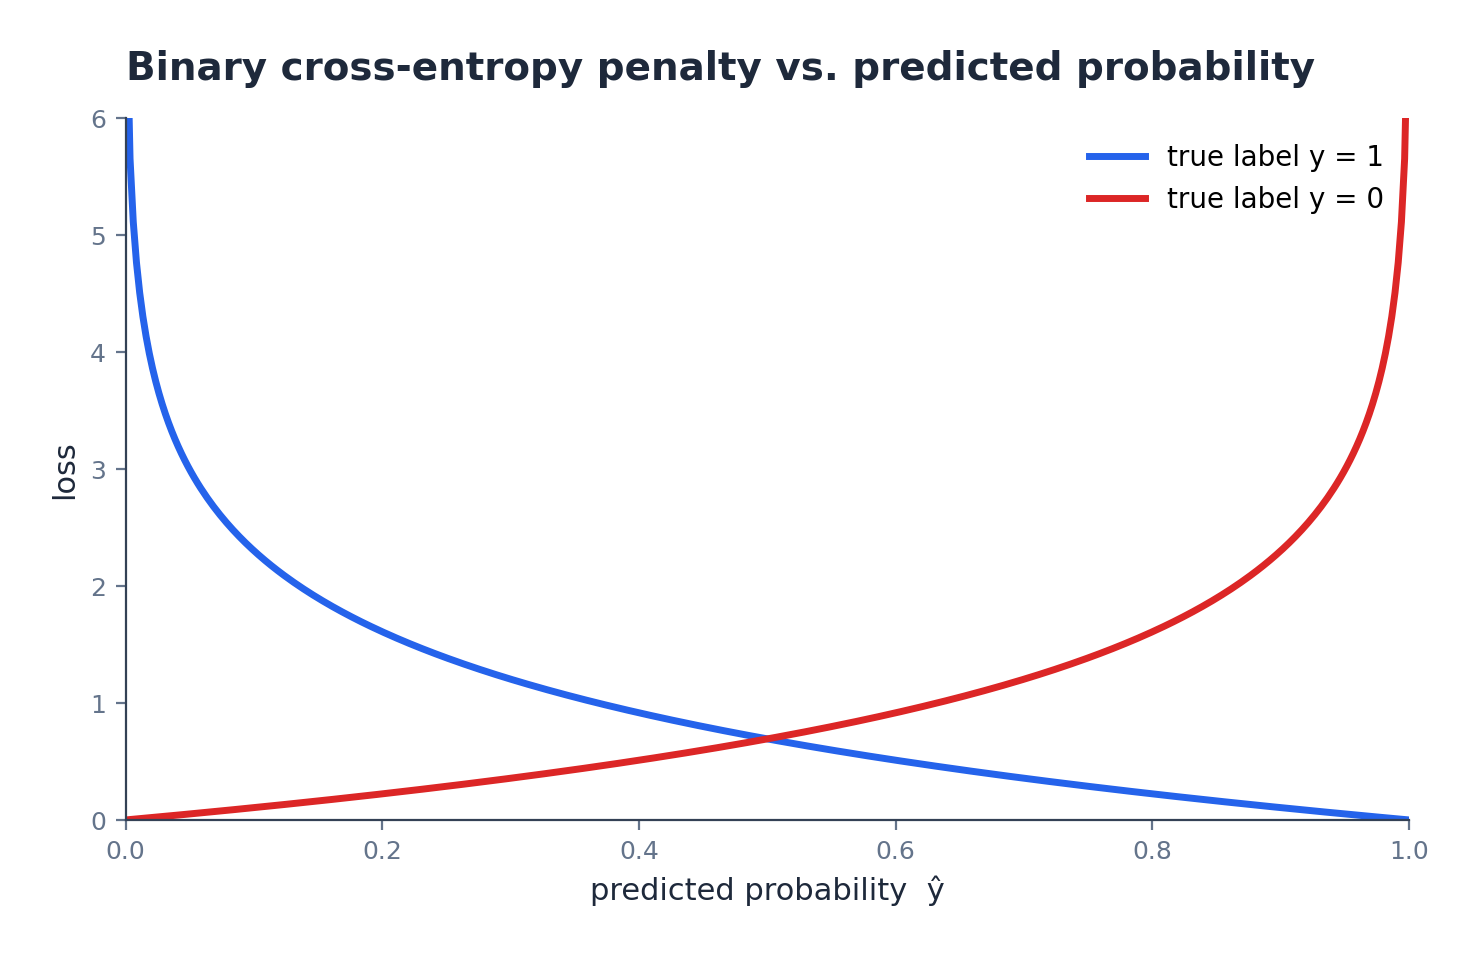 Binary cross-entropy penalty vs. predicted probability
6
5
4
3
2
1
0
loss
true label y = 1
true label y = 0
0.0 0.2 0.4 0.6 0.8 1.0
predicted probability ŷ